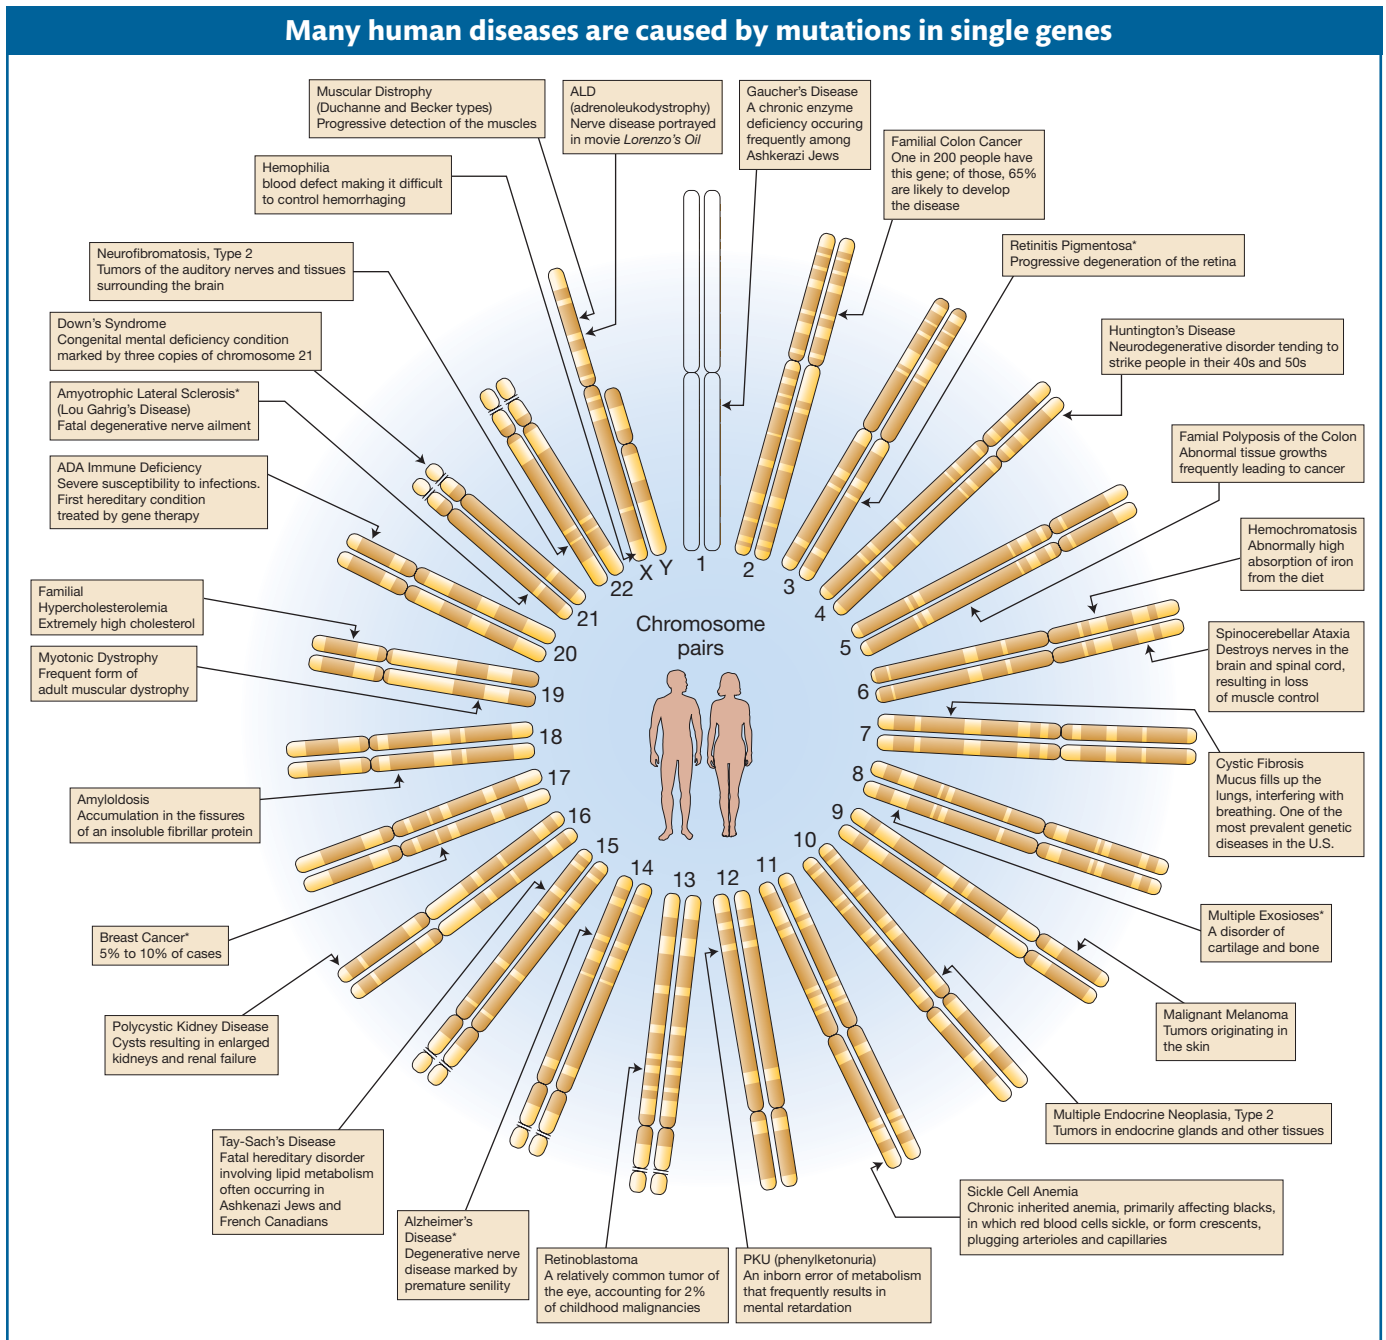 Many human diseases are caused by mutations in single genes
Muscular Distrophy
(Duchanne and Becker types)
Progressive detection of the muscles
ALD
(adrenoleukodystrophy)
Nerve disease portrayed
in movie Lorenzo's Oil
Gaucher's Disease
A chronic enzyme
deficiency occuring
frequently among
Ashkerazi Jews
Familial Colon Cancer
One in 200 people have
this gene; of those, 65%
are likely to develop
the disease
Hemophilia
blood defect making it difficult
to control hemorrhaging
Retinitis Pigmentosa*
Progressive degeneration of the retina
Neurofibromatosis, Type 2
Tumors of the auditory nerves and tissues
surrounding the brain
Huntington's Disease
Neurodegenerative disorder tending to
strike people in their 40s and 50s
Down's Syndrome
Congenital mental deficiency condition
marked by three copies of chromosome 21
Amyotrophic Lateral Sclerosis*
(Lou Gahrig's Disease)
Fatal degenerative nerve ailment
Famial Polyposis of the Colon
Abnormal tissue growths
frequently leading to cancer
ADA Immune Deficiency
Severe susceptibility to infections.
First hereditary condition
treated by gene therapy
Hemochromatosis
Abnormally high
absorption of iron
from the diet
Familial
Hypercholesterolemia
Extremely high cholesterol
Spinocerebellar Ataxia
Destroys nerves in the
brain and spinal cord,
resulting in loss
of muscle control
Myotonic Dystrophy
Frequent form of
adult muscular dystrophy
Cystic Fibrosis
Mucus fills up the
lungs, interfering with
breathing. One of the
most prevalent genetic
diseases in the U.S.
Amyloldosis
Accumulation in the fissures
of an insoluble fibrillar protein
Breast Cancer*
5% to 10% of cases
Multiple Exosioses*
A disorder of
cartilage and bone
Polycystic Kidney Disease
Cysts resulting in enlarged
kidneys and renal failure
Malignant Melanoma
Tumors originating in
the skin
Tay-Sach's Disease
Fatal hereditary disorder
involving lipid metabolism
often occurring in
Ashkenazi Jews and
French Canadians
Multiple Endocrine Neoplasia, Type 2
Tumors in endocrine glands and other tissues
Alzheimer's
Disease*
Degenerative nerve
disease marked by
premature senility
Retinoblastoma
A relatively common tumor of
the eye, accounting for 2%
of childhood malignancies
PKU (phenylketonuria)
An inborn error of metabolism
that frequently results in
mental retardation
Sickle Cell Anemia
Chronic inherited anemia, primarily affecting blacks,
in which red blood cells sickle, or form crescents,
plugging arterioles and capillaries
Chromosome
pairs
1
2
3
4
5
6
7
8
9
10
11
12
13
14
15
16
17
18
19
20
21
22
X
Y